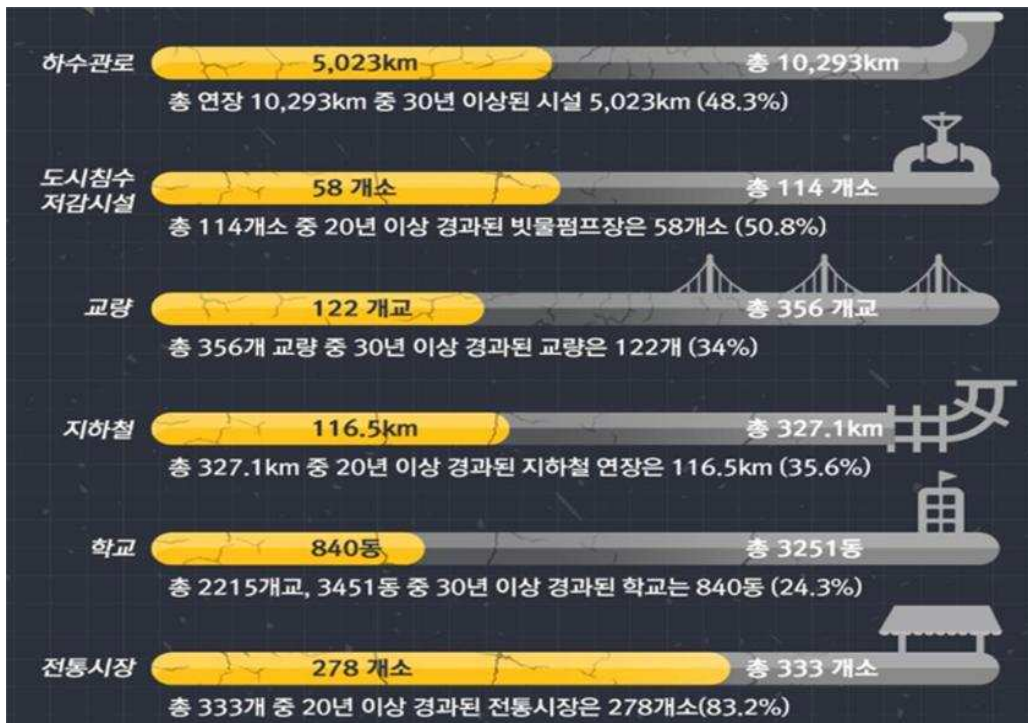 하수관로 5,023km 총 10,293km
총 연장 10,293km 중 30년 이상된 시설 5,023km (48.3%)
도시침수
저감시설 58 개소 총 114 개소
총 114개소 중 20년 이상 경과된 빗물펌프장은 58개소 (50.8%)
교량 122 개교 총 356 개교
총 356개 교량 중 30년 이상 경과된 교량은 122개 (34%)
지하철 116.5km 총 327.1km
총 327.1km 중 20년 이상 경과된 지하철 연장은 116.5km (35.6%)
학교 840동 총 3251동
총 2215개교, 3451동 중 30년 이상 경과된 학교는 840동 (24.3%)
전통시장 278 개소 총 333 개소
총 333개 중 20년 이상 경과된 전통시장은 278개소(83.2%)